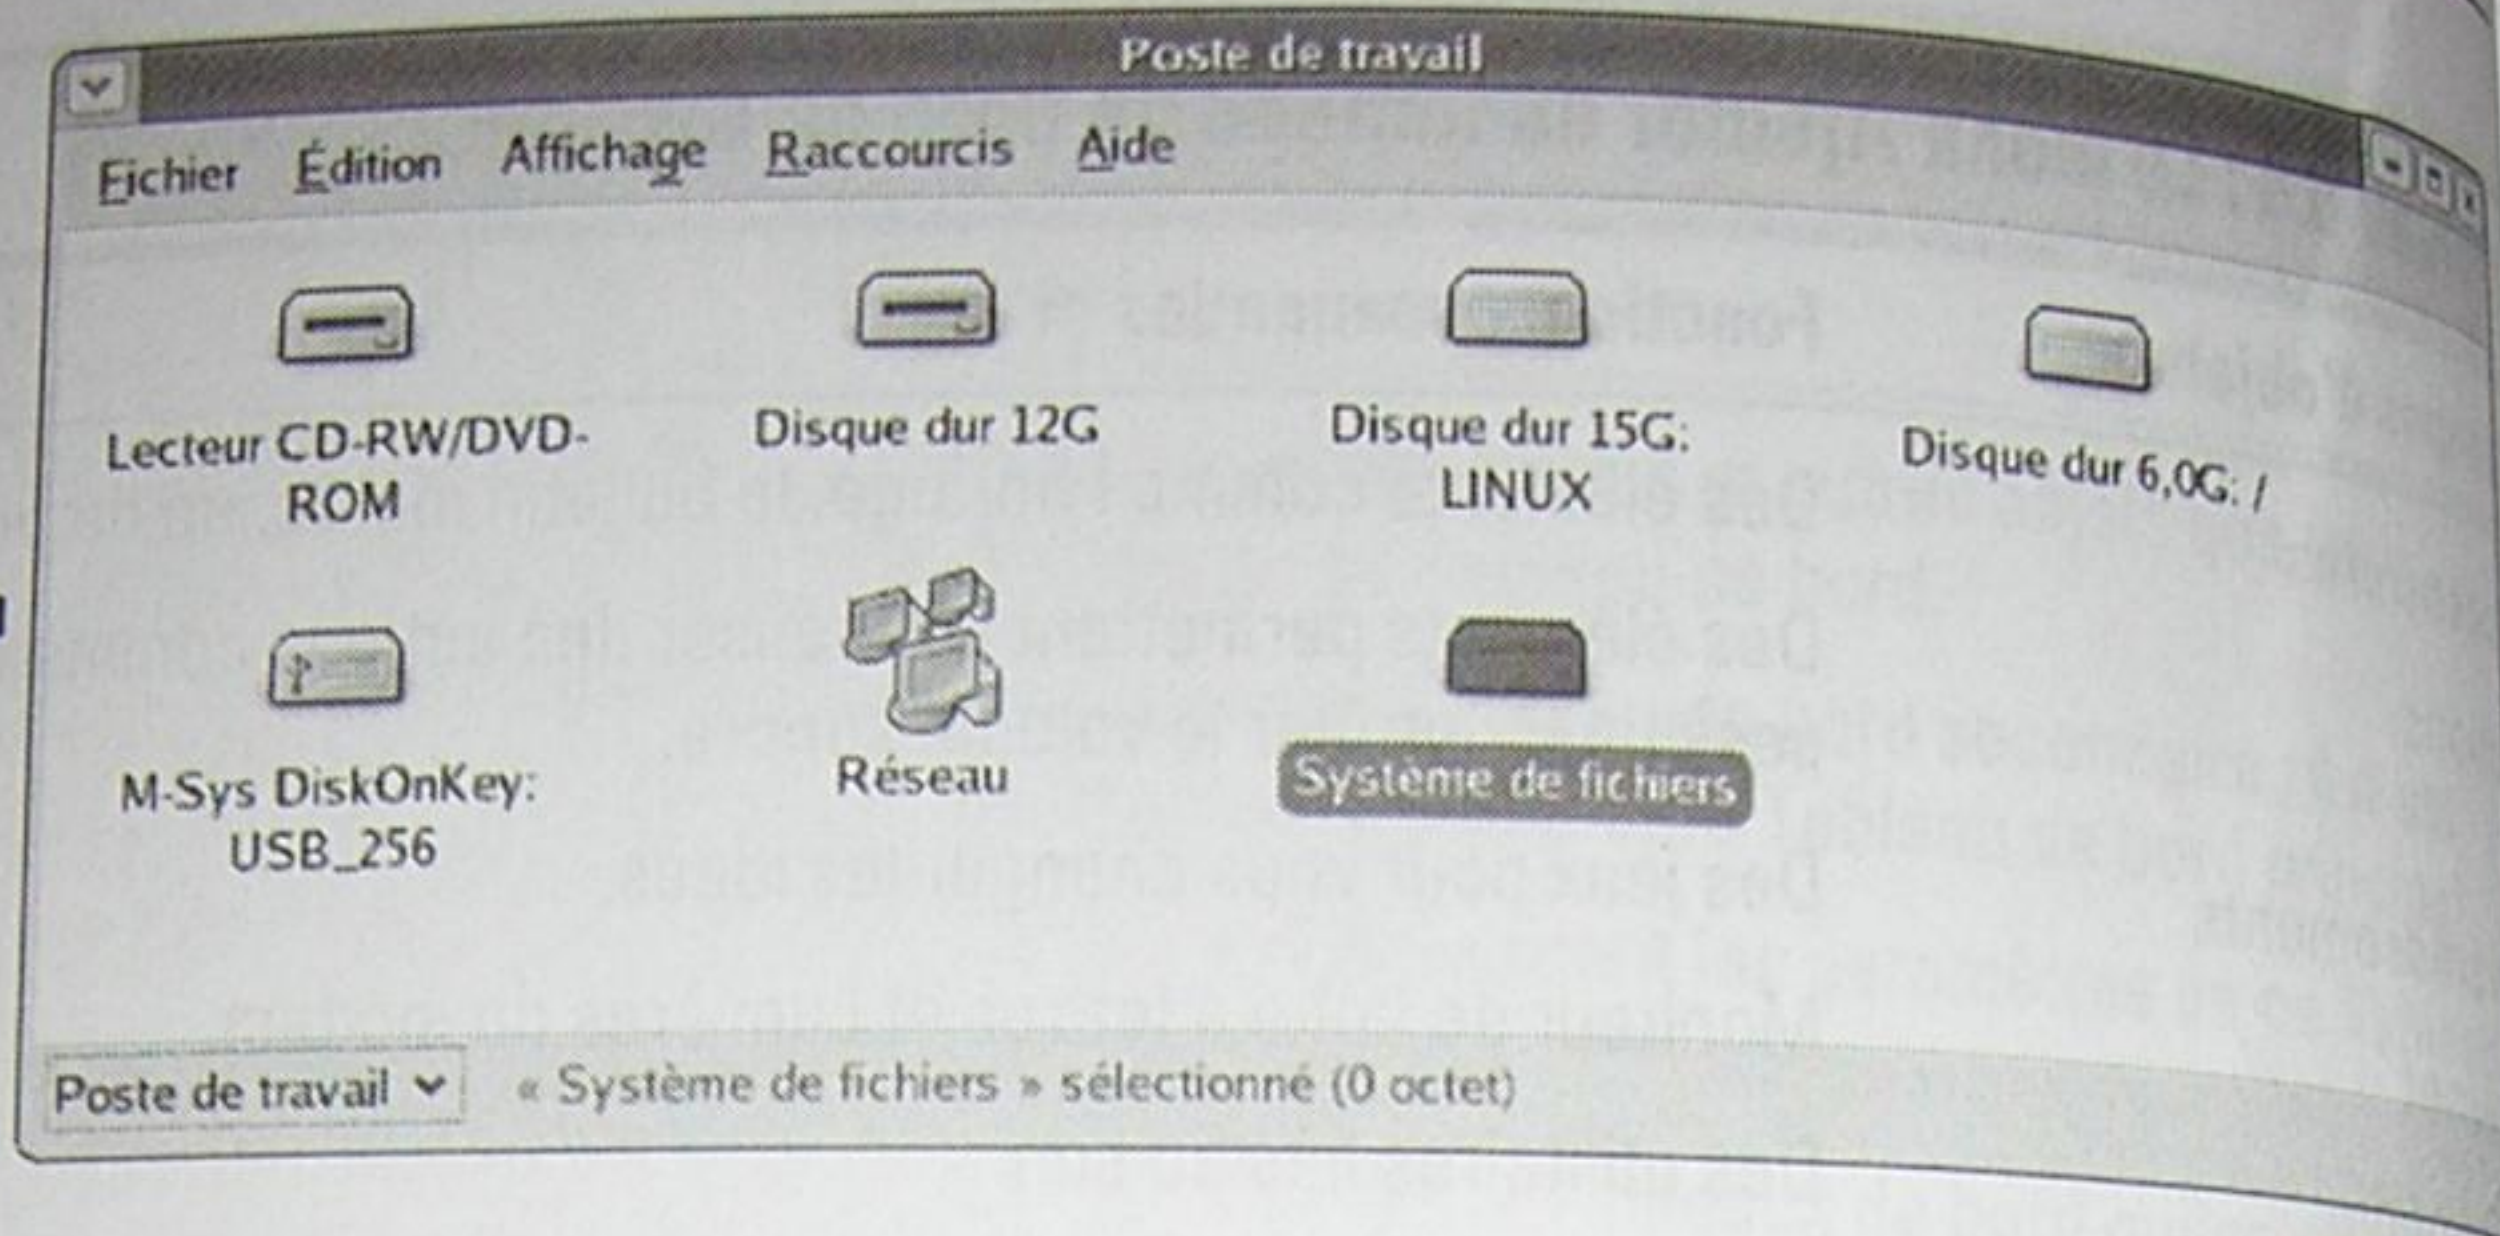 Poste de travail
Fichier Édition Affichage Raccourcis Aide
Lecteur CD-RW/DVD-
ROM
Disque dur 12G
Disque dur 15G:
LINUX
Disque dur 6,0G: /
M-Sys DiskOnKey:
USB_256
Réseau
Système de fichiers
Poste de travail « Système de fichiers » sélectionné (0 octet)